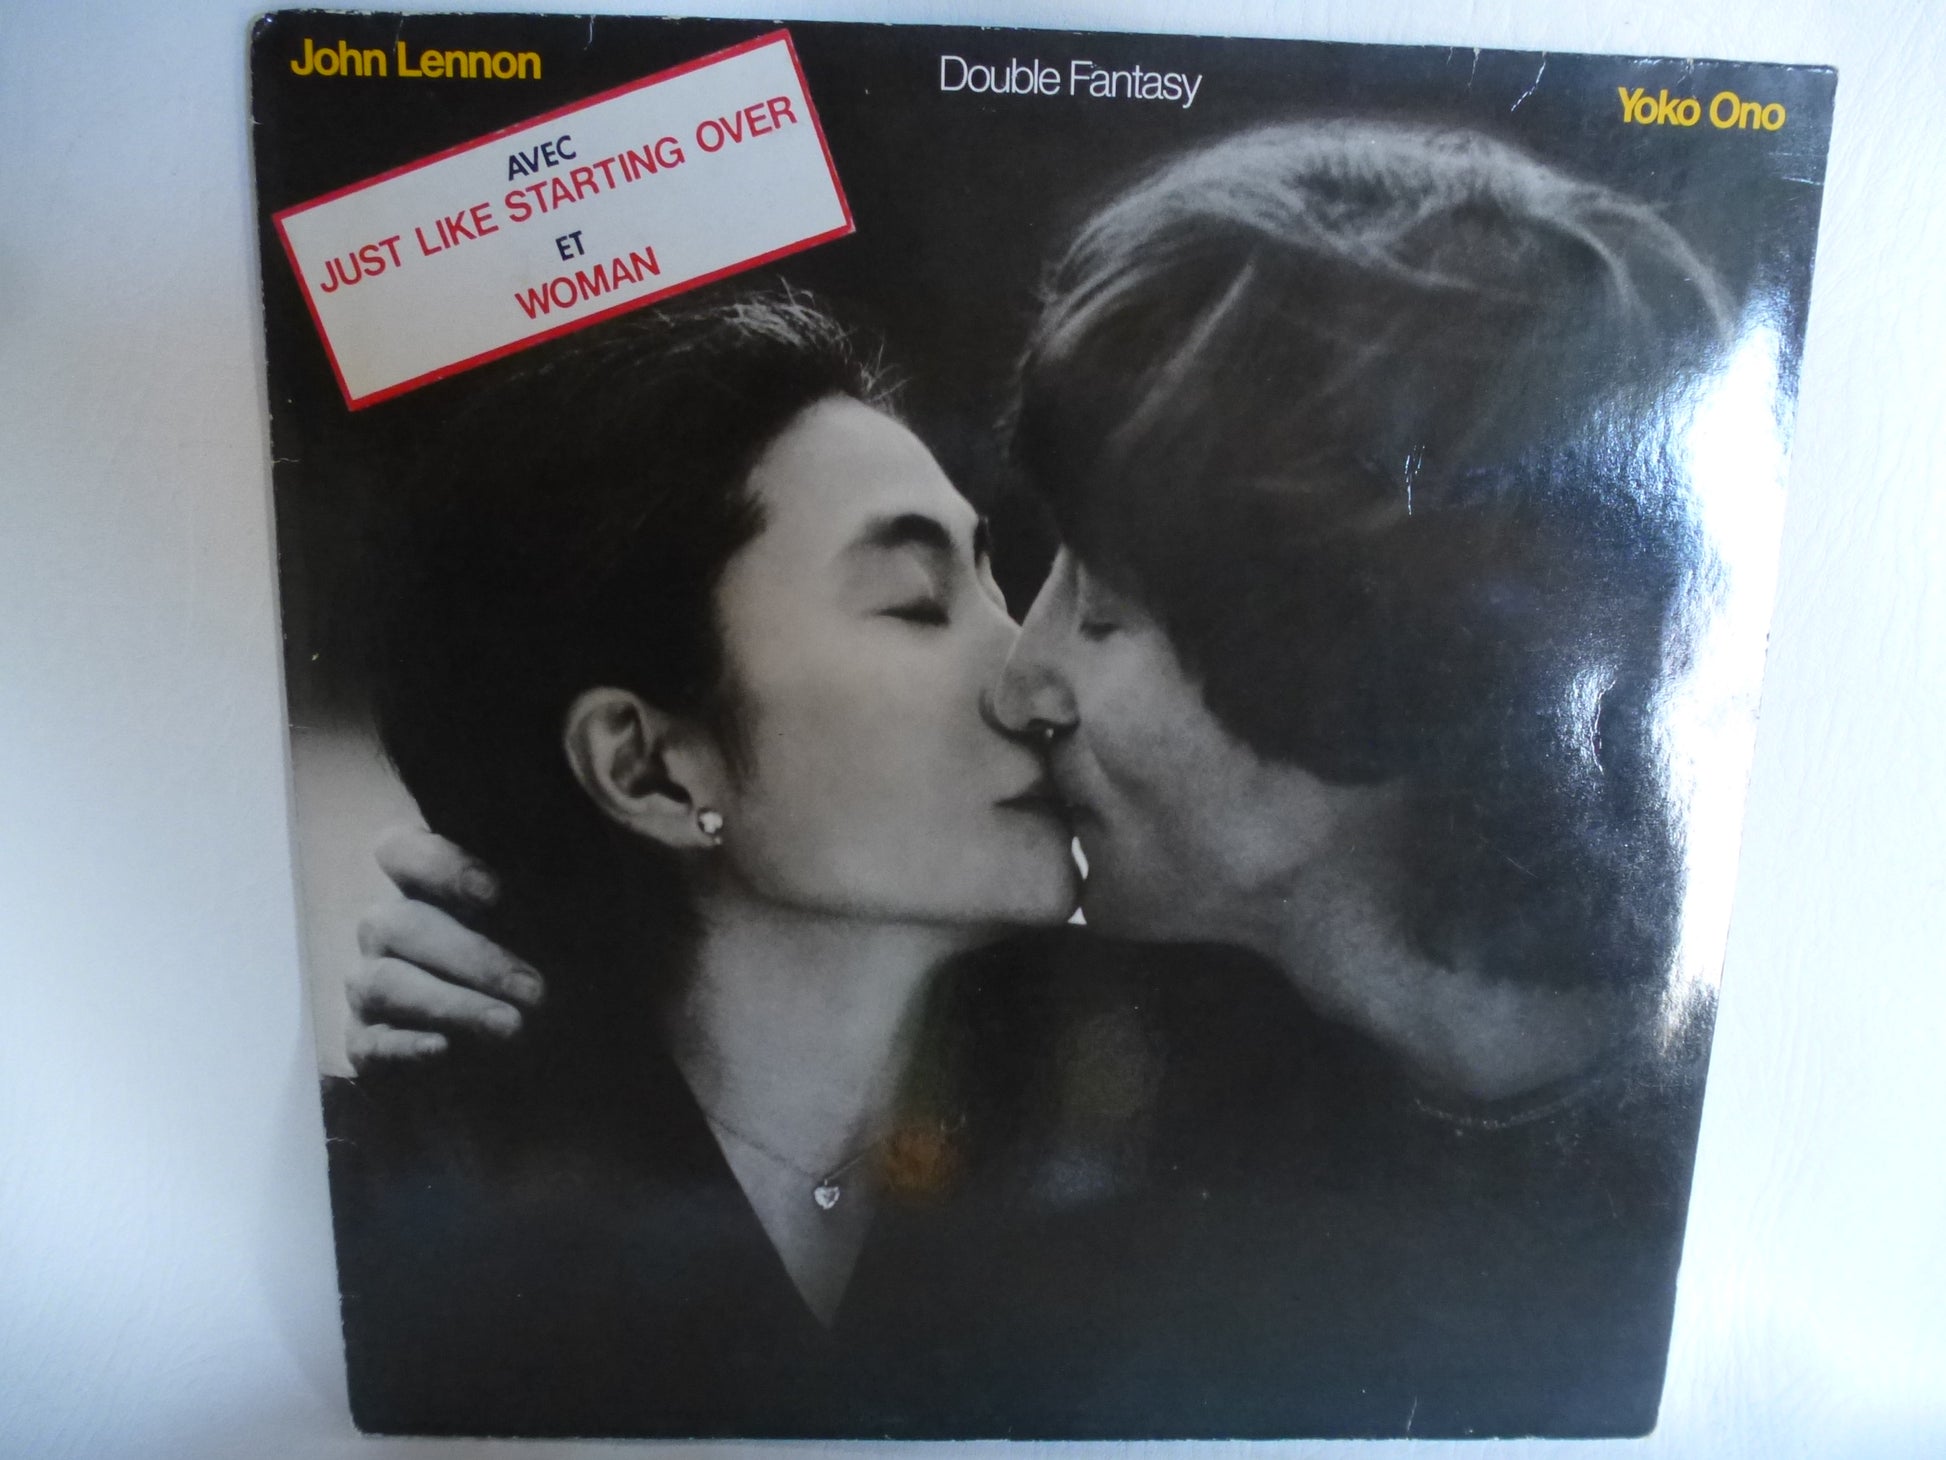 John Lennon
Double Fantasy
Yoko Ono
AVEC
JUST LIKE STARTING OVER
ET
WOMAN